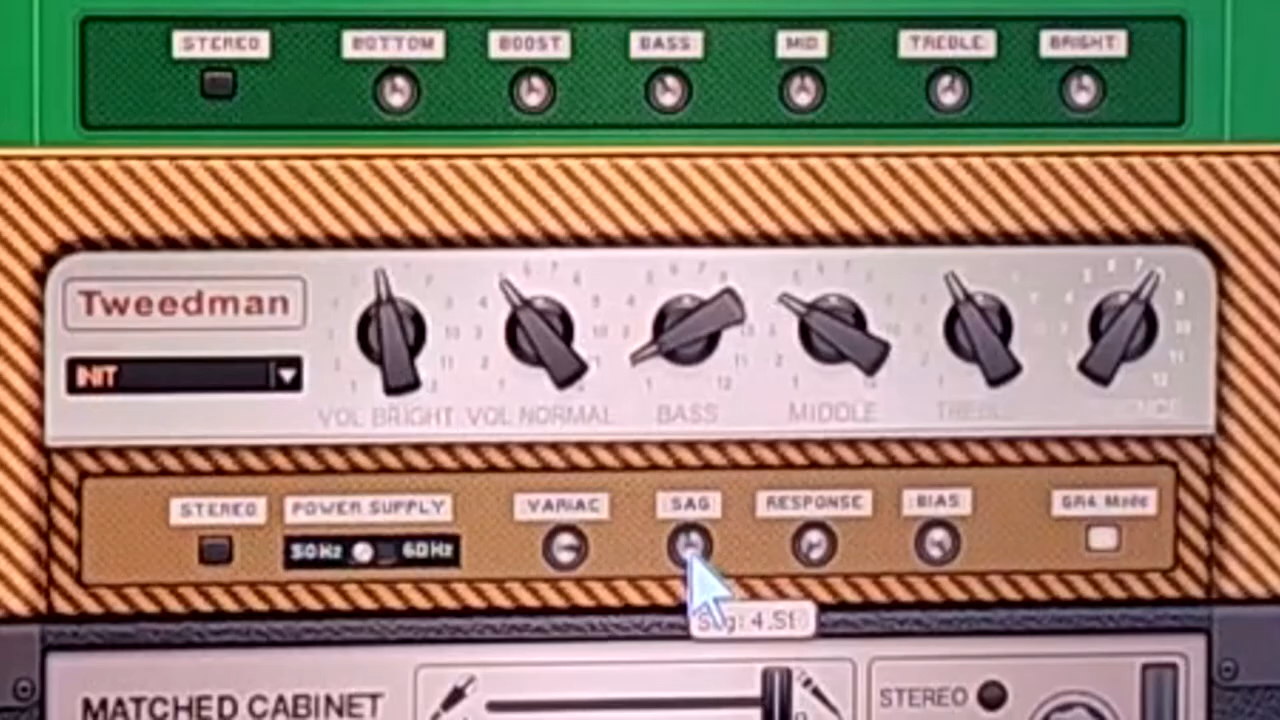 STEREO BOTTOM BOOST BASS MID TREBLE BRIGHT
Tweedman
INIT
VOL BRIGHT VOL NORMAL BASS MIDDLE
STEREO POWER SUPPLY VARIAC SAG RESPONSE BIAS GR4 Mode
50Hz 60Hz
MATCHED CABINET
STEREO